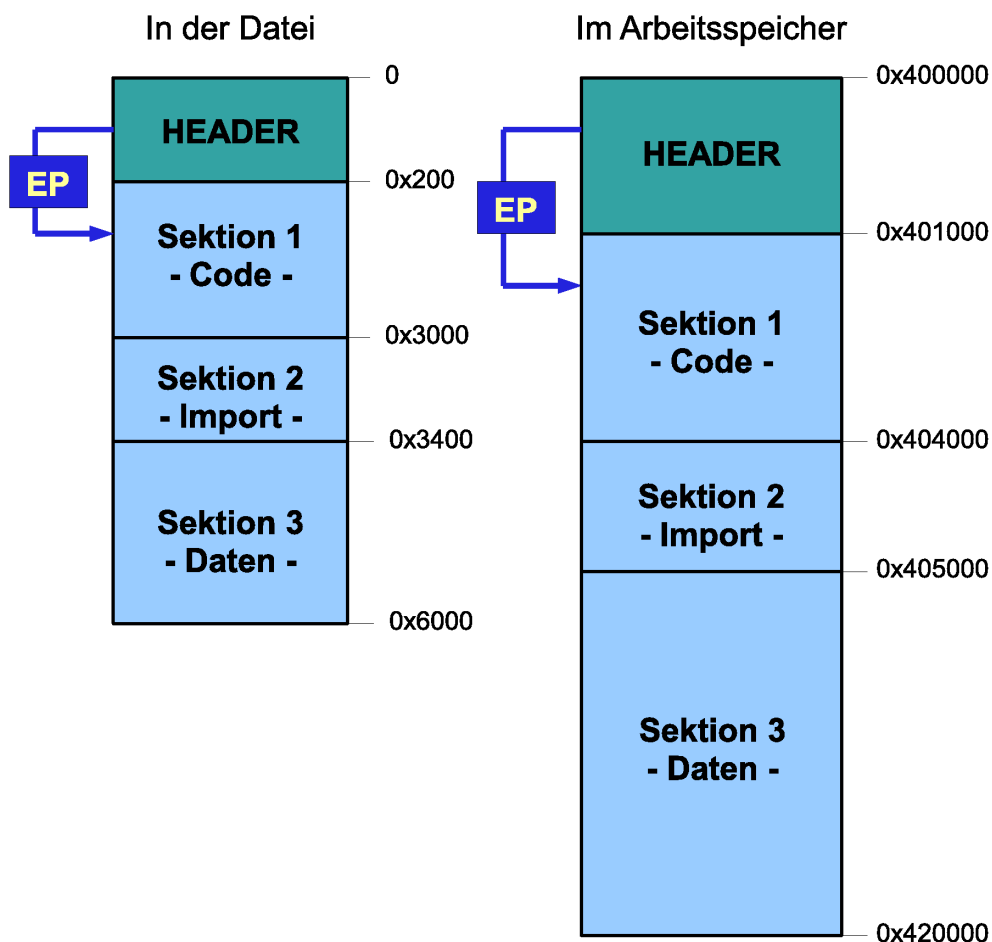 In der Datei
0
HEADER
EP
0x200
Sektion 1
- Code -
0x3000
Sektion 2
- Import -
0x3400
Sektion 3
- Daten -
0x6000
Im Arbeitsspeicher
0x400000
HEADER
EP
0x401000
Sektion 1
- Code -
0x404000
Sektion 2
- Import -
0x405000
Sektion 3
- Daten -
0x420000